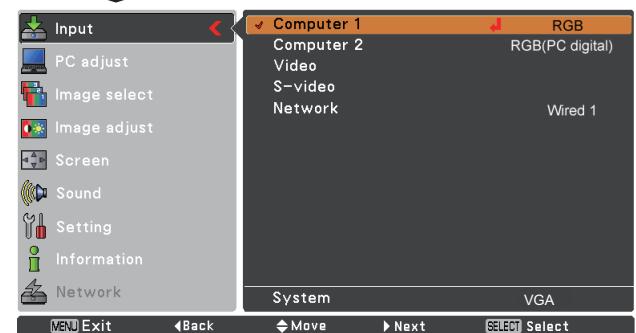 Input
PC adjust
Image select
Image adjust
Screen
Sound
Setting
Information
Network
Computer 1 RGB
Computer 2 RGB(PC digital)
Video
S-video
Network Wired 1
System VGA
MENU Exit Back Move Next SELECT Select